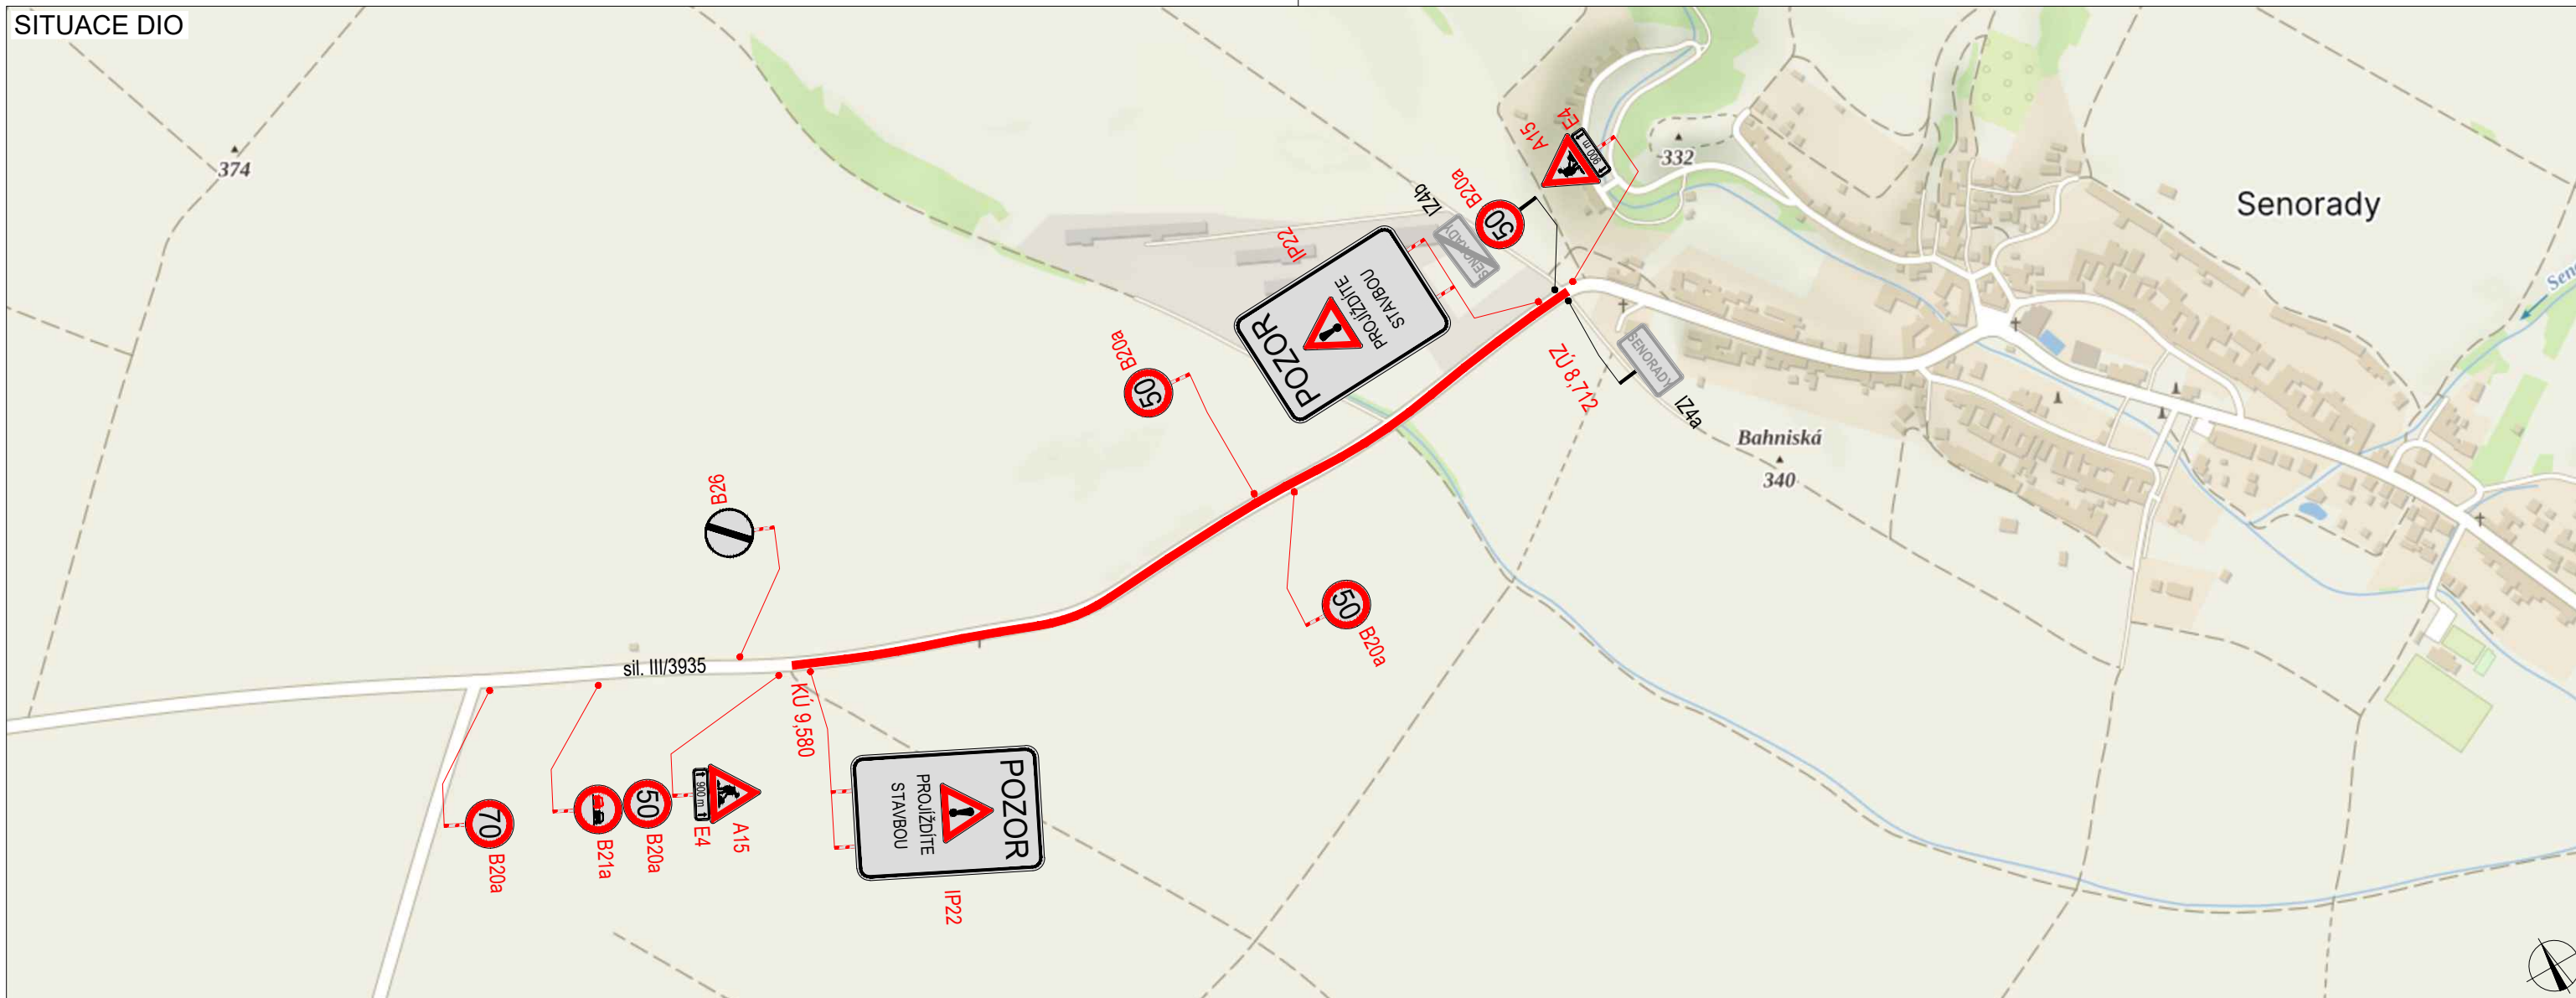 SITUACE DIO
374
332
Senorady
Bahniská
340
E4
A15
900 m
B20a
50
IZ4b
SENORADY
IP22
POZOR
PROJÍŽDÍTE
STAVBOU
ZÚ 8,712
SENORADY
IZ4a
B20a
50
B26
50
B20a
sil. III/3935
KÚ 9,580
70
B20a
B21a
50
B20a
900 m
E4
A15
POZOR
PROJÍŽDÍTE
STAVBOU
IP22